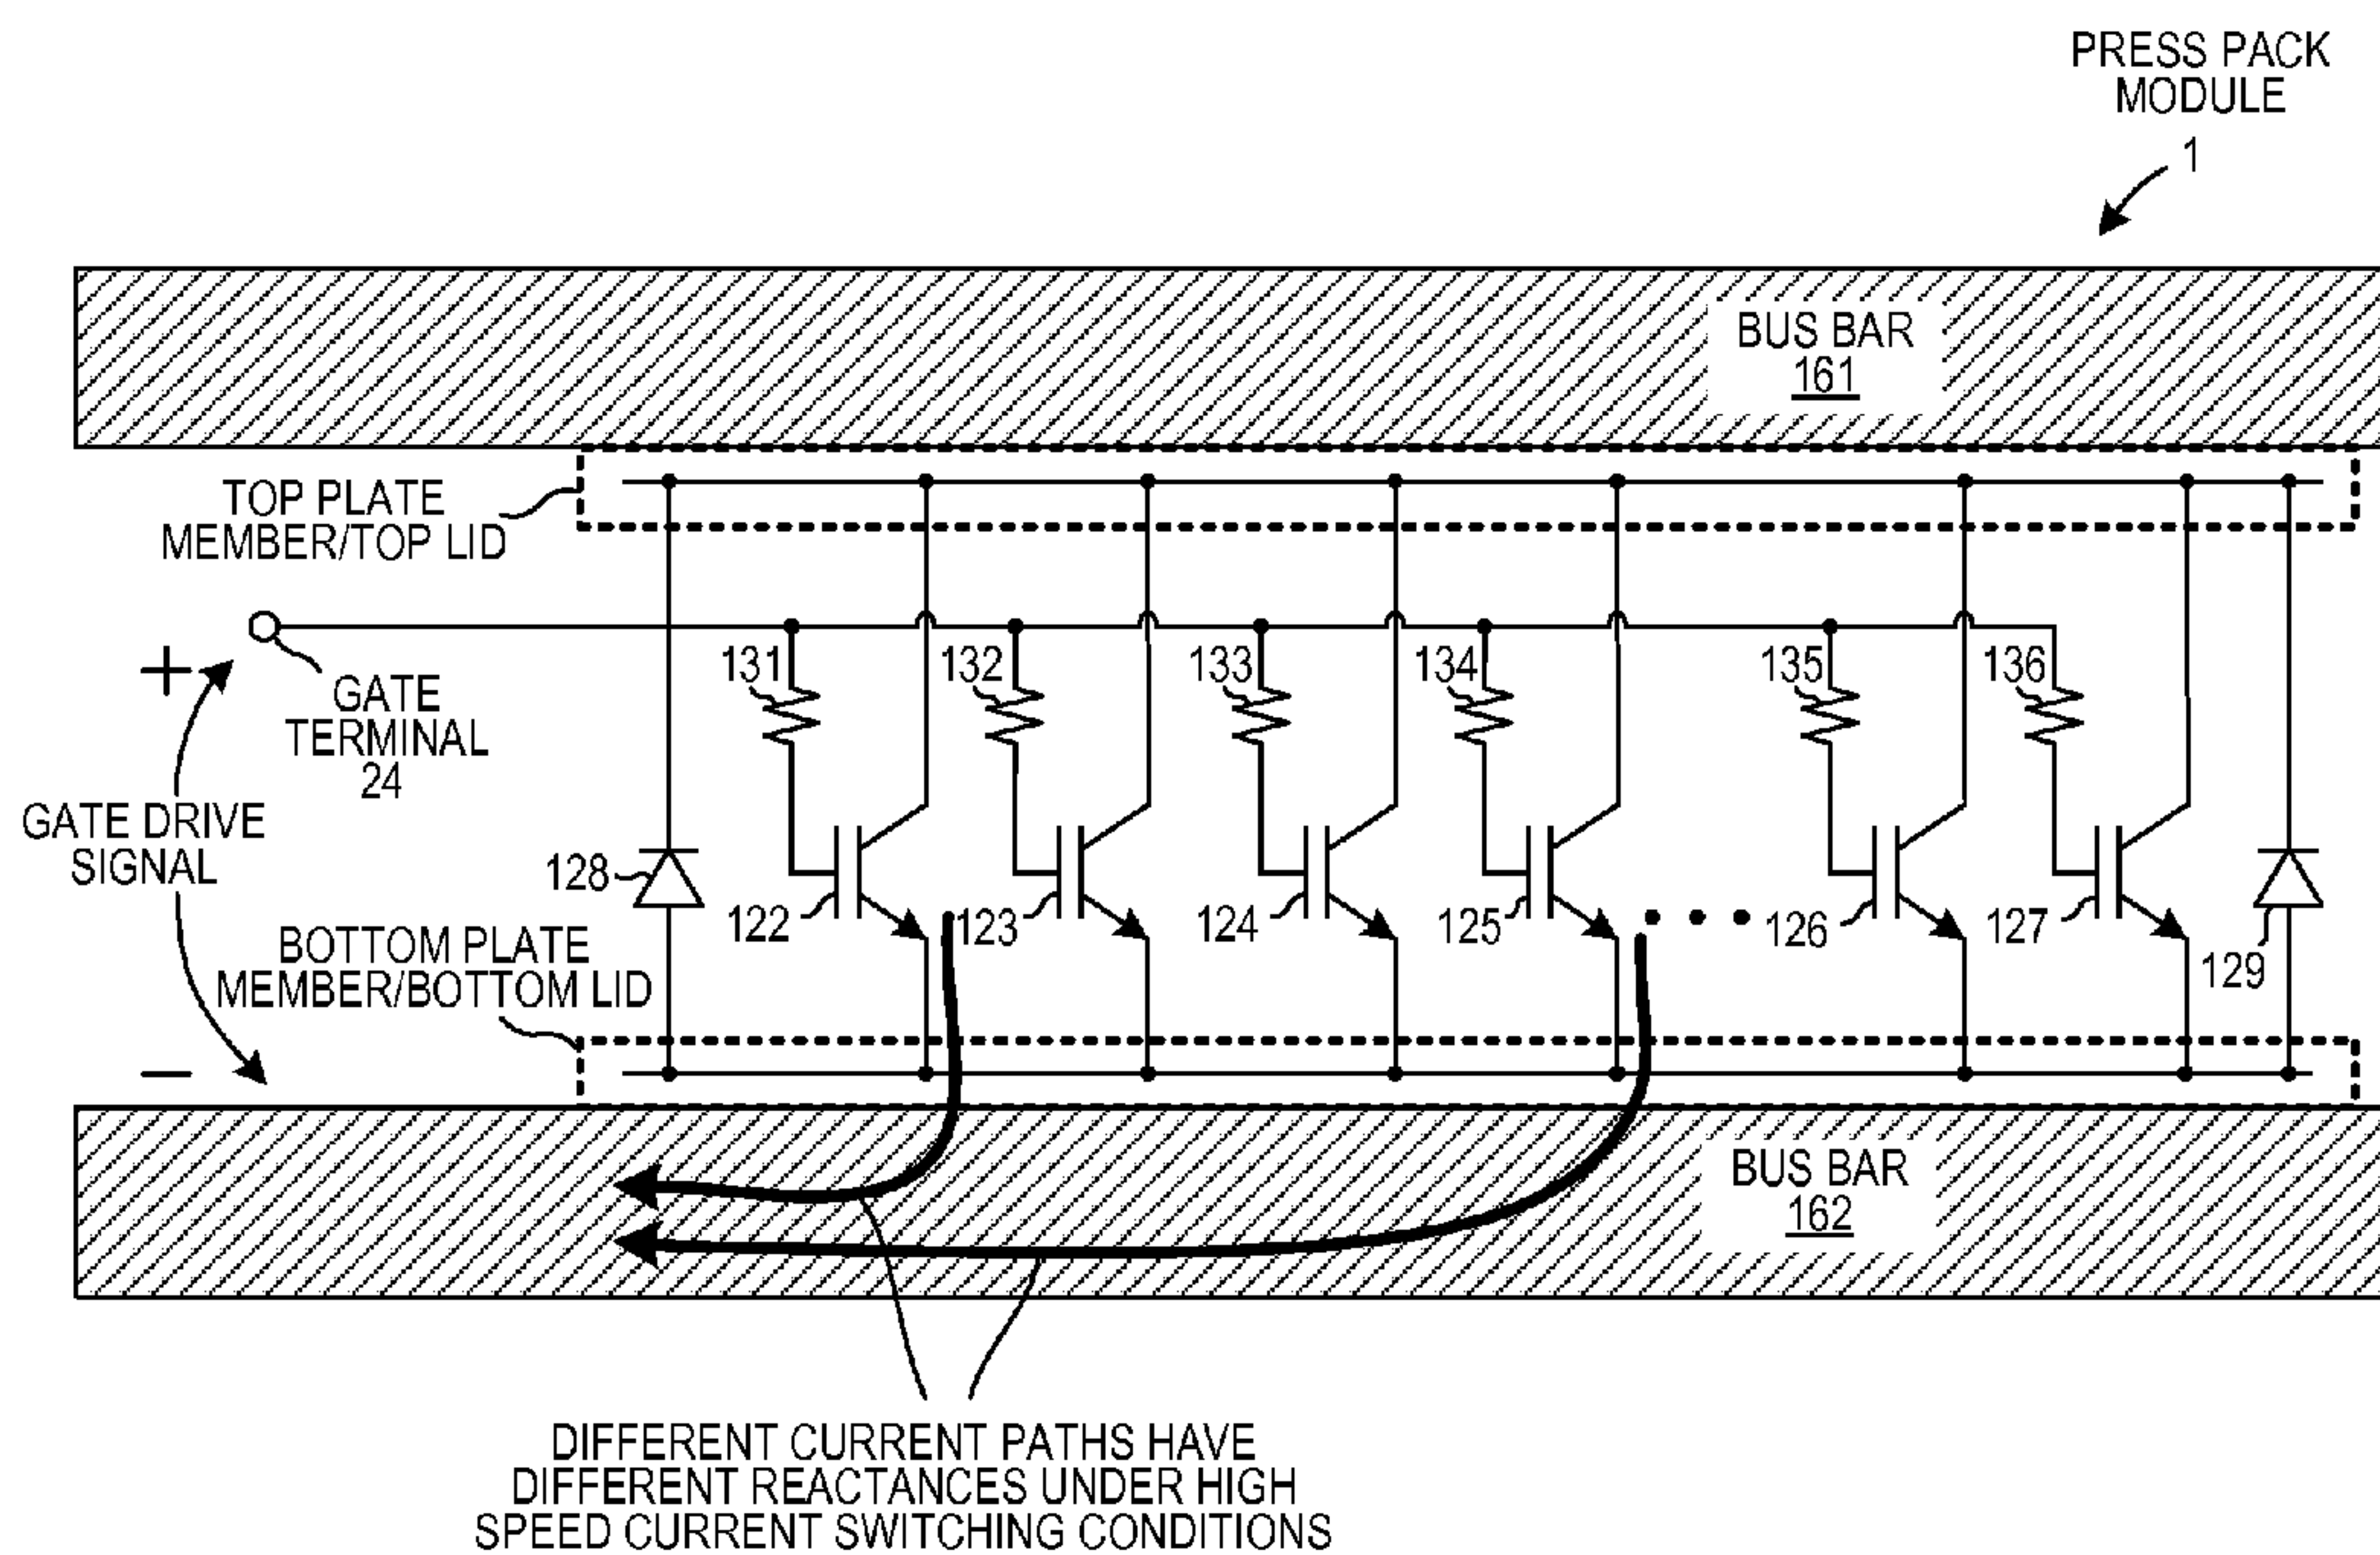 PRESS PACK
MODULE
1
BUS BAR
161
TOP PLATE
MEMBER/TOP LID
+
GATE
TERMINAL
24
131
132
133
134
135
136
GATE DRIVE
SIGNAL
128
122
123
124
125
126
127
129
BOTTOM PLATE
MEMBER/BOTTOM LID
−
BUS BAR
162
DIFFERENT CURRENT PATHS HAVE
DIFFERENT REACTANCES UNDER HIGH
SPEED CURRENT SWITCHING CONDITIONS